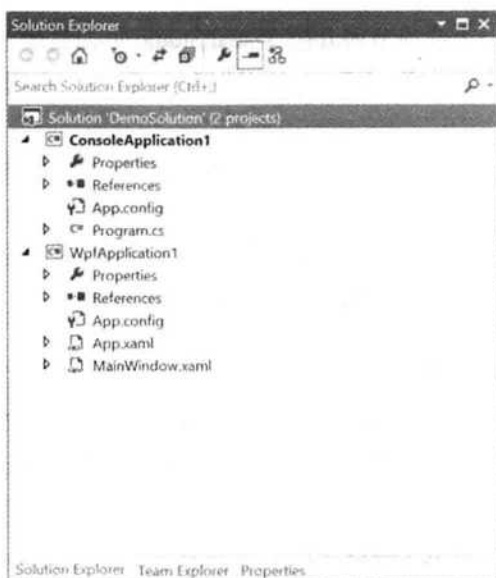 Solution Explorer
Search Solution Explorer (Ctrl+;)
Solution 'DemoSolution' (2 projects)
C# ConsoleApplication1
Properties
References
App.config
C# Program.cs
C# WpfApplication1
Properties
References
App.config
App.xaml
MainWindow.xaml
Solution Explorer Team Explorer Properties